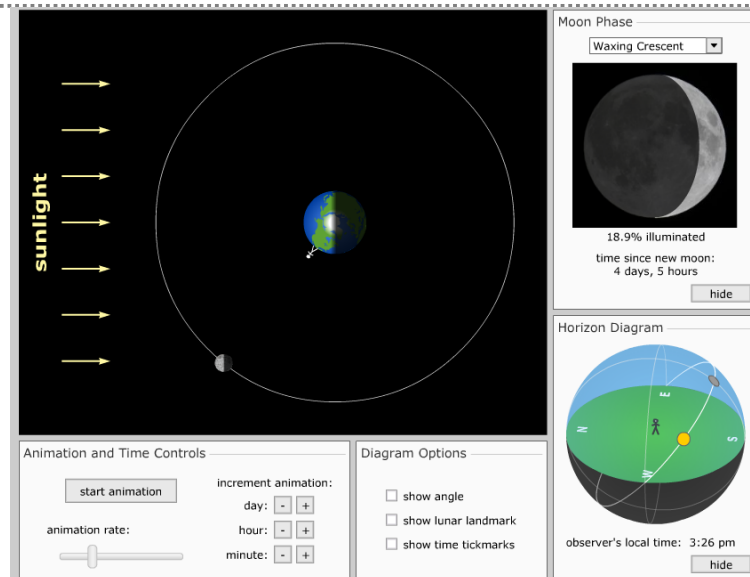 sunlight
Moon Phase
Waxing Crescent
18.9% illuminated
time since new moon:
4 days, 5 hours
hide
Horizon Diagram
N
E
S
W
observer's local time: 3:26 pm
hide
Animation and Time Controls
start animation
animation rate:
increment animation:
day: - +
hour: - +
minute: - +
Diagram Options
show angle
show lunar landmark
show time tickmarks